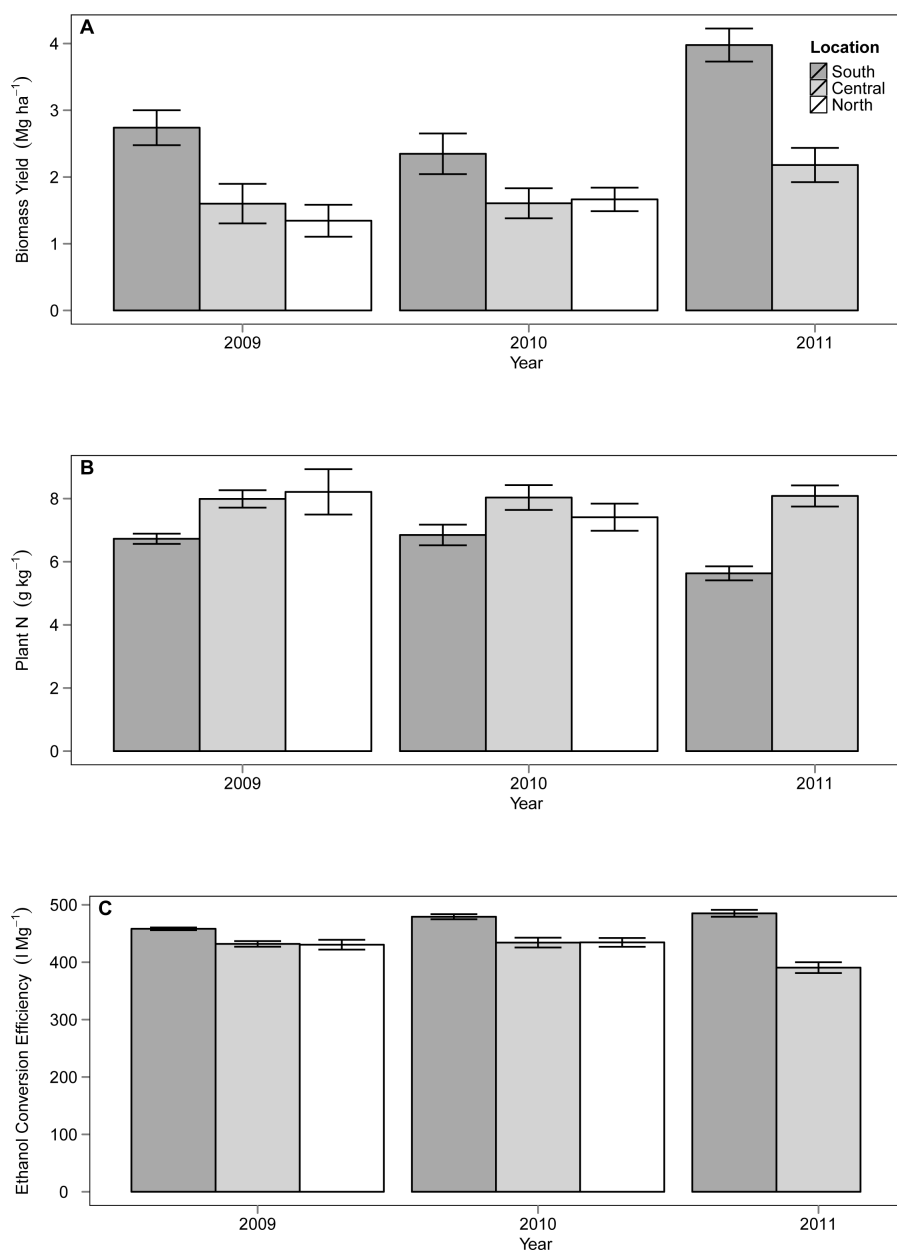 A
Location
South
Central
North
Biomass Yield (Mg ha⁻¹)
4
3
2
1
0
2009 2010 2011
Year
B
Plant N (g kg⁻¹)
8
6
4
2
0
2009 2010 2011
Year
C
Ethanol Conversion Efficiency (l Mg⁻¹)
500
400
300
200
100
0
2009 2010 2011
Year